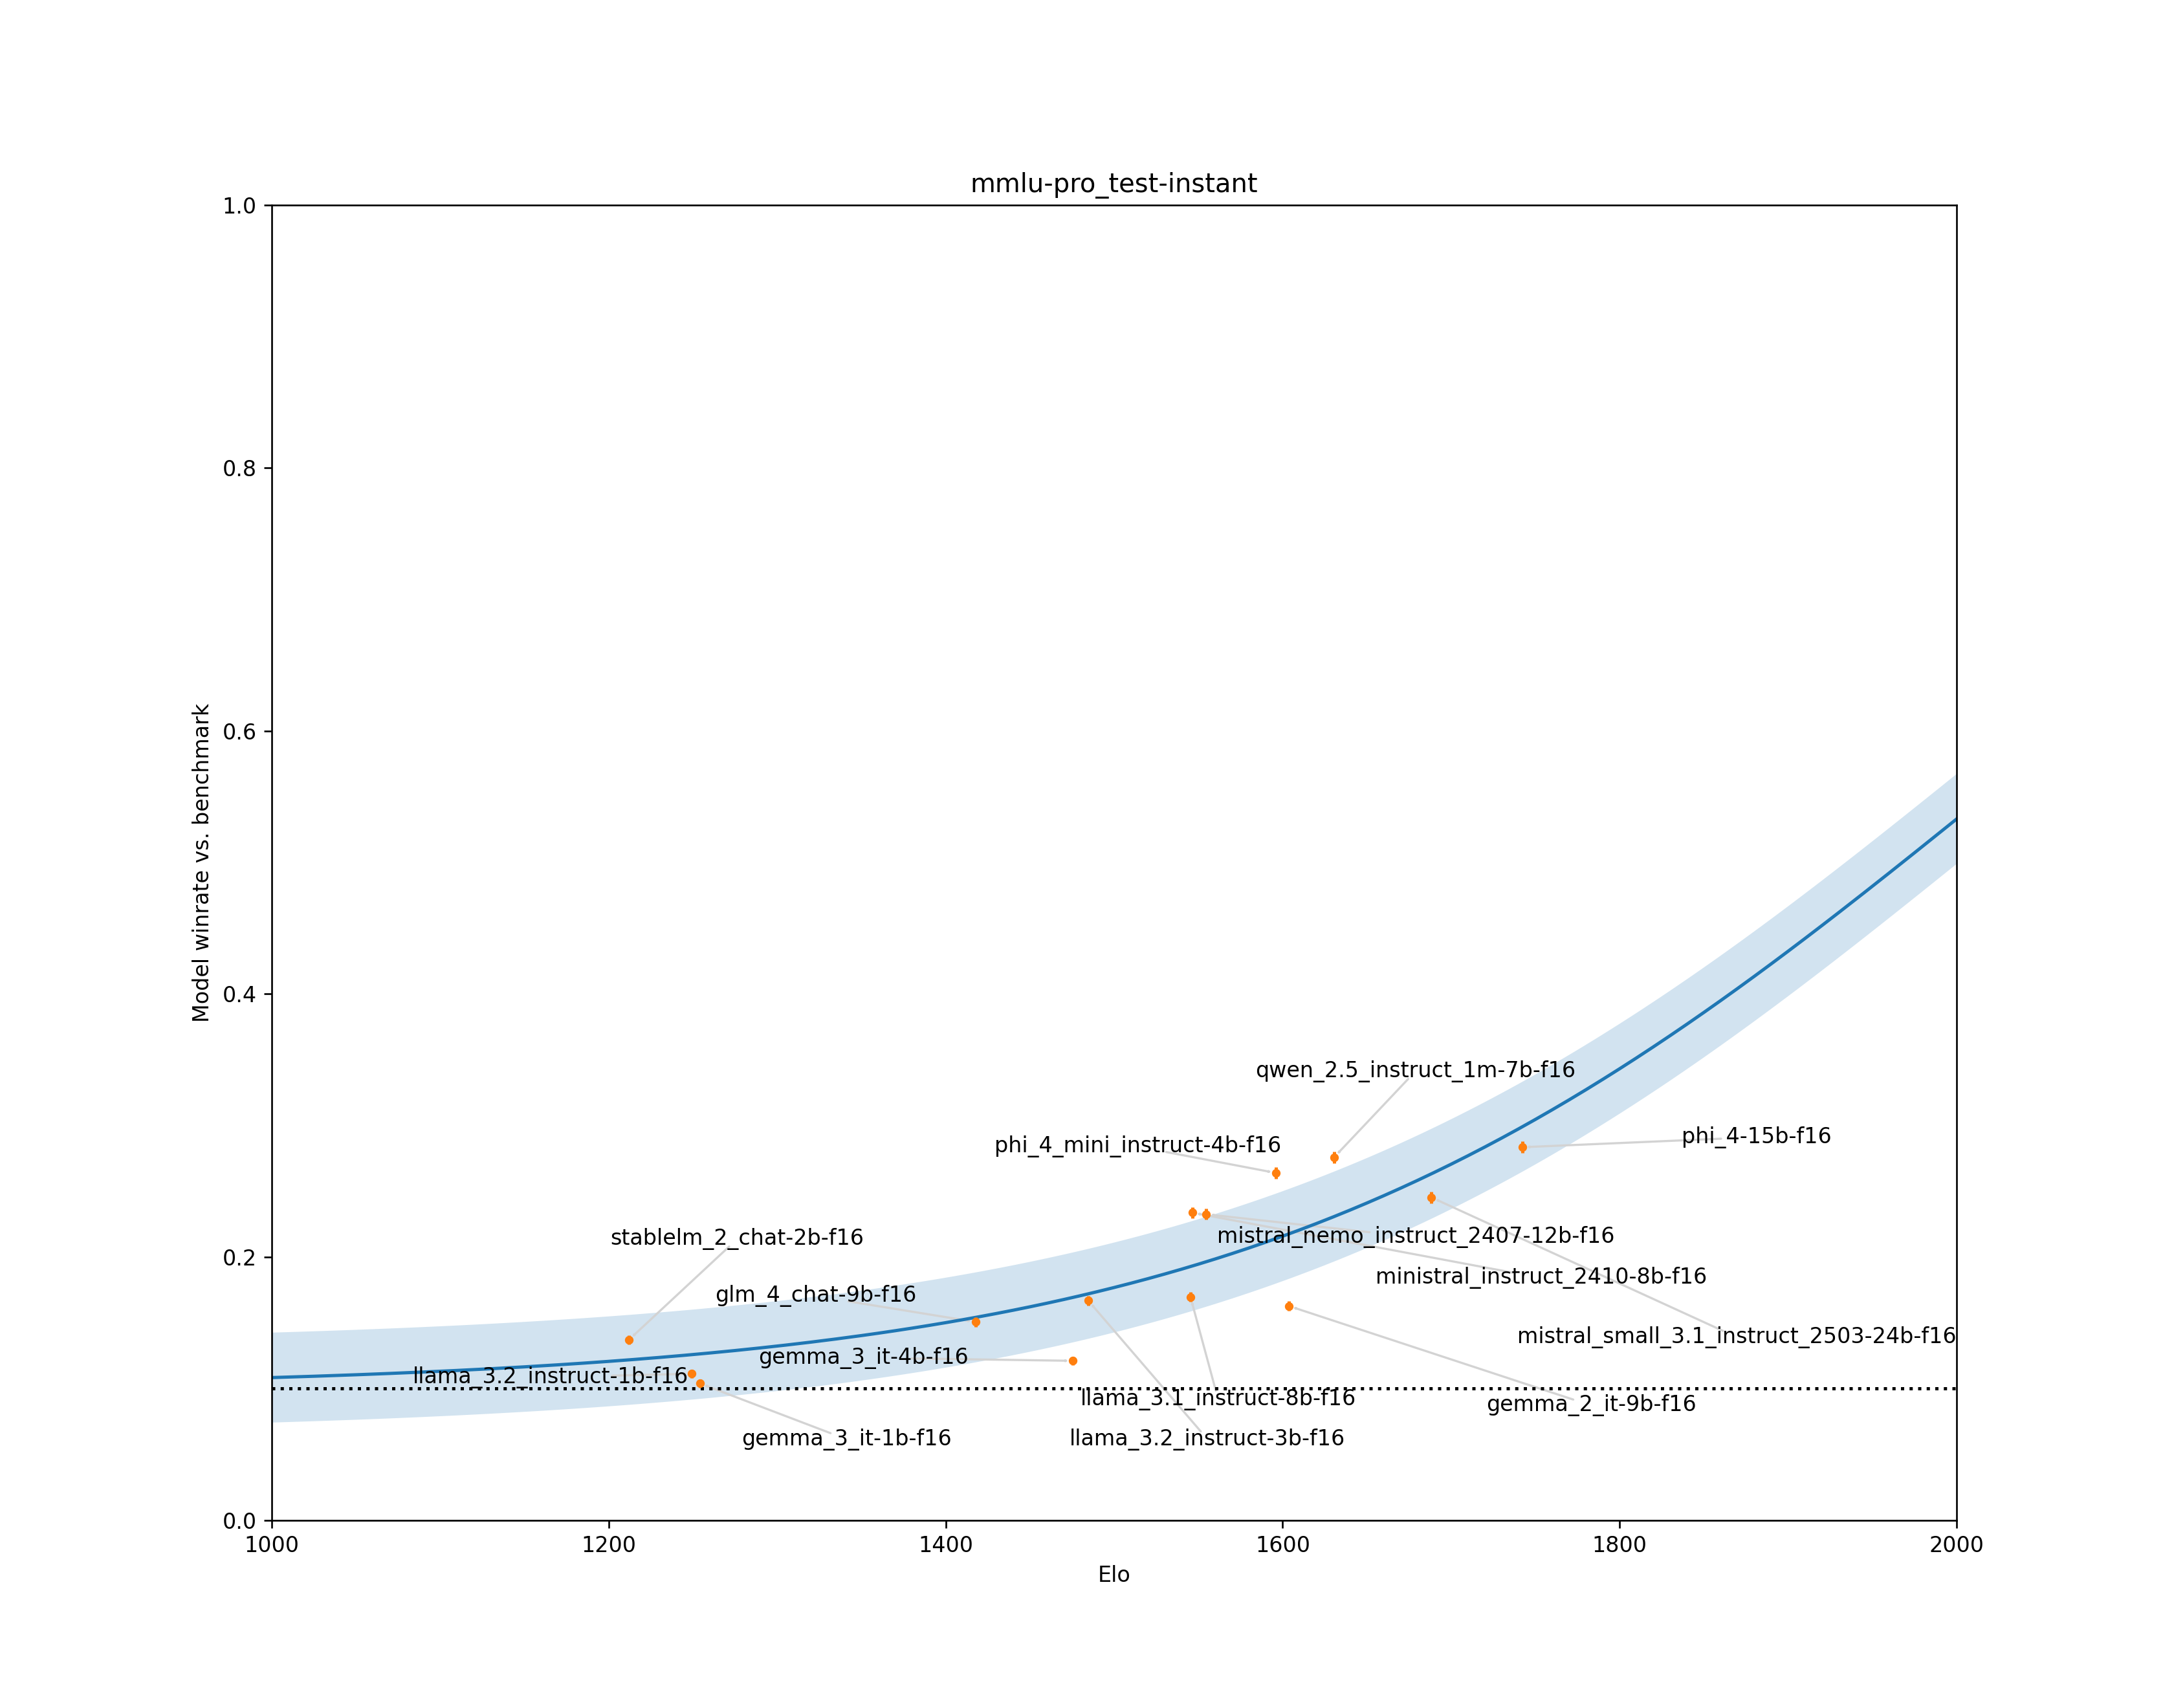 mmlu-pro_test-instant
1.0
0.8
0.6
0.4
0.2
0.0
Model winrate vs. benchmark
qwen_2.5_instruct_1m-7b-f16
phi_4-15b-f16
phi_4_mini_instruct-4b-f16
mistral_nemo_instruct_2407-12b-f16
stablelm_2_chat-2b-f16
ministral_instruct_2410-8b-f16
glm_4_chat-9b-f16
mistral_small_3.1_instruct_2503-24b-f16
gemma_3_it-4b-f16
llama_3.2_instruct-1b-f16
llama_3.1_instruct-8b-f16
gemma_2_it-9b-f16
gemma_3_it-1b-f16
llama_3.2_instruct-3b-f16
1000
1200
1400
1600
1800
2000
Elo